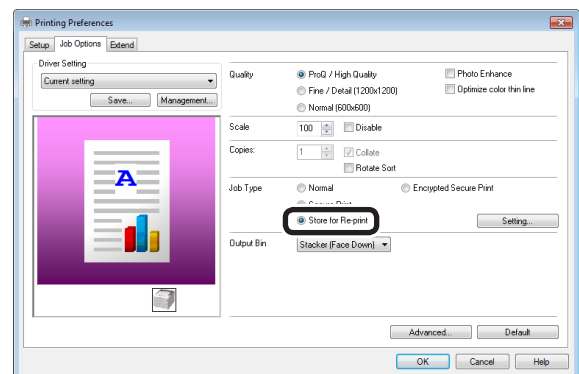 Printing Preferences
Setup Job Options Extend
Driver Setting
Current setting
Save... Management...
A
Quality ProQ / High Quality Photo Enhance
Fine / Detail (1200x1200) Optimize color thin line
Normal (600x600)
Scale 100 Disable
Copies: 1 Collate
Rotate Sort
Job Type Normal Encrypted Secure Print
Secure Print
Store for Re-print Setting...
Output Bin Stacker (Face Down)
Advanced... Default
OK Cancel Help